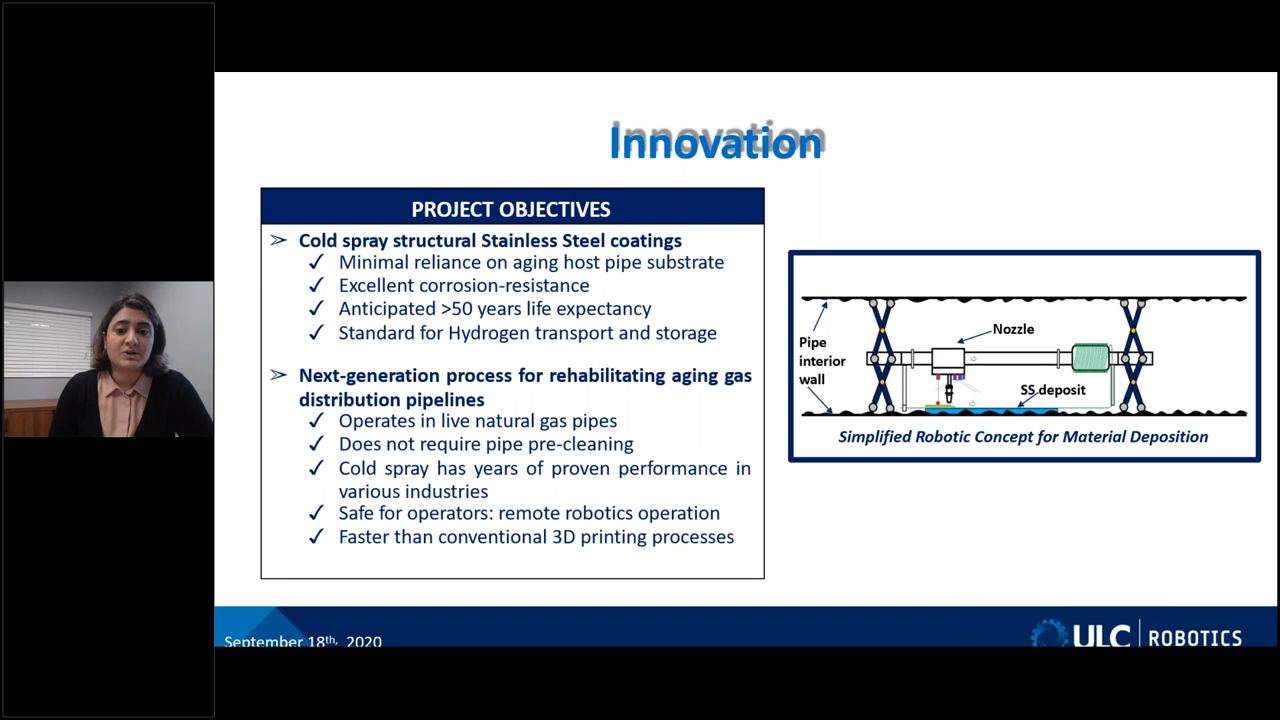 Innovation
PROJECT OBJECTIVES
➢ Cold spray structural Stainless Steel coatings
✓ Minimal reliance on aging host pipe substrate
✓ Excellent corrosion-resistance
✓ Anticipated >50 years life expectancy
✓ Standard for Hydrogen transport and storage
➢ Next-generation process for rehabilitating aging gas
distribution pipelines
✓ Operates in live natural gas pipes
✓ Does not require pipe pre-cleaning
✓ Cold spray has years of proven performance in
various industries
✓ Safe for operators: remote robotics operation
✓ Faster than conventional 3D printing processes
Nozzle
Pipe
interior
wall
SS deposit
Simplified Robotic Concept for Material Deposition
September 18th, 2020
ULC | ROBOTICS